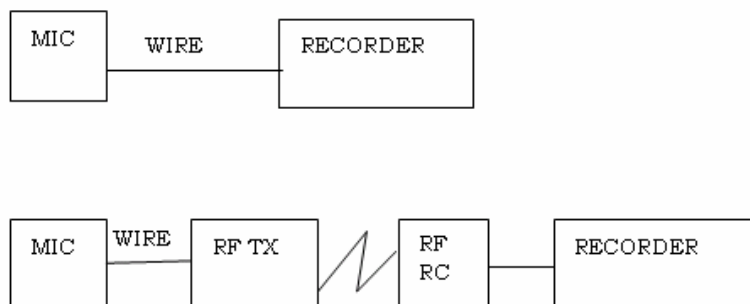 MIC
WIRE
RECORDER
MIC
WIRE
RF TX
RF
RC
RECORDER